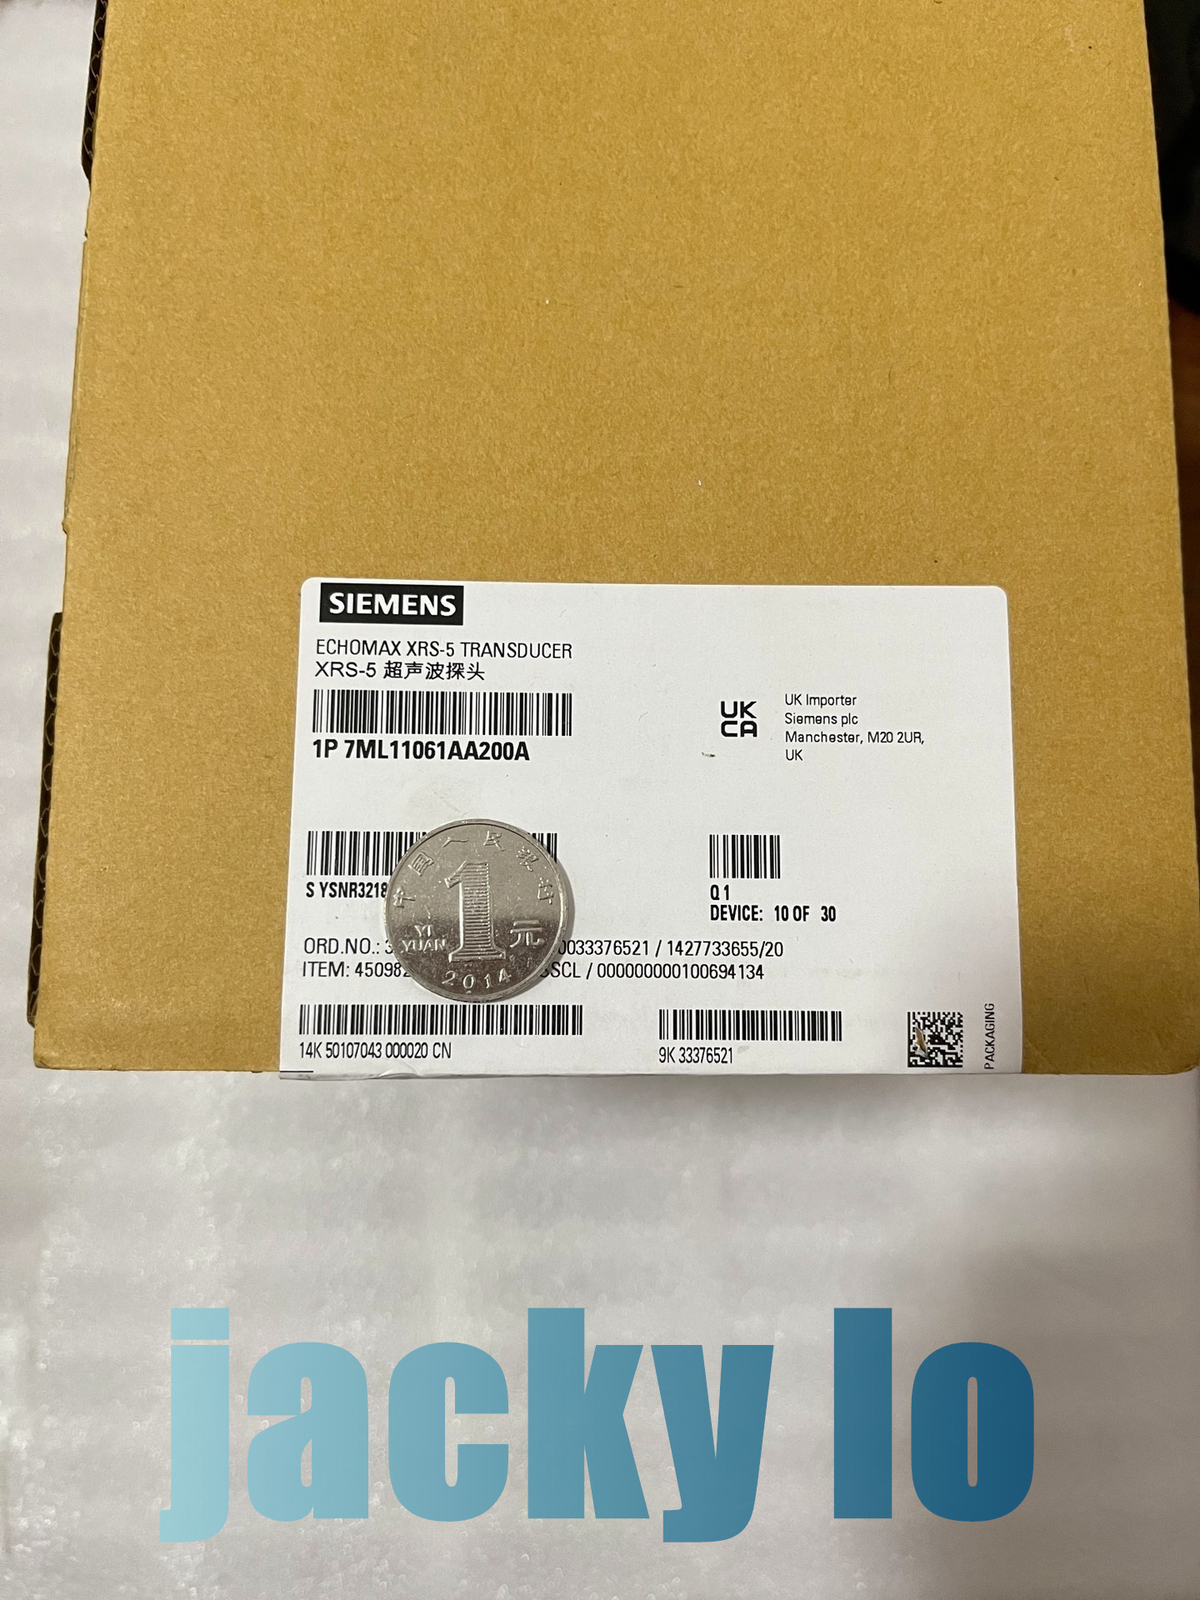 SIEMENS
ECHOMAX XRS-5 TRANSDUCER
XRS-5 超声波探头
1P 7ML11061AA200A
UK
CA
UK Importer
Siemens plc
Manchester, M20 2UR,
UK
S YSNR3218
中国人民银行
1
YI
YUAN
元
2014
Q 1
DEVICE: 10 OF 30
ORD.NO.: 3 0033376521 / 1427733655/20
ITEM: 45098 SCL / 000000000100694134
14K 50107043 000020 CN
9K 33376521
PACKAGING
jacky lo